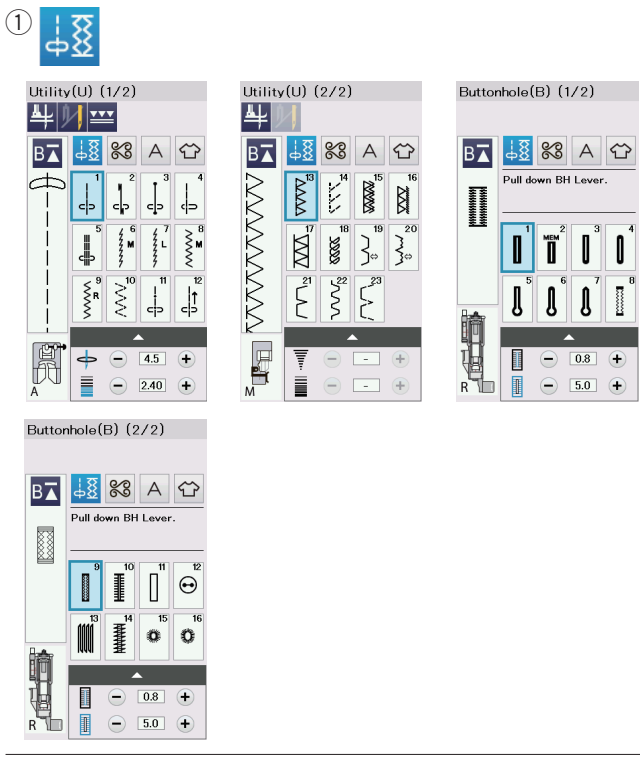 ①
Utility(U) (1/2)
B A
1 2 3 4
5 6 M 7 L 8 M
9 R 10 11 12
4.5
2.40
A
Utility(U) (2/2)
B A
13 14 15 16
17 18 19 20
21 22 23
-
-
M
Buttonhole(B) (1/2)
B A
Pull down BH Lever.
1 MEM 2 3 4
5 6 7 8
0.8
5.0
R
Buttonhole(B) (2/2)
B A
Pull down BH Lever.
9 10 11 12
13 14 15 16
0.8
5.0
R